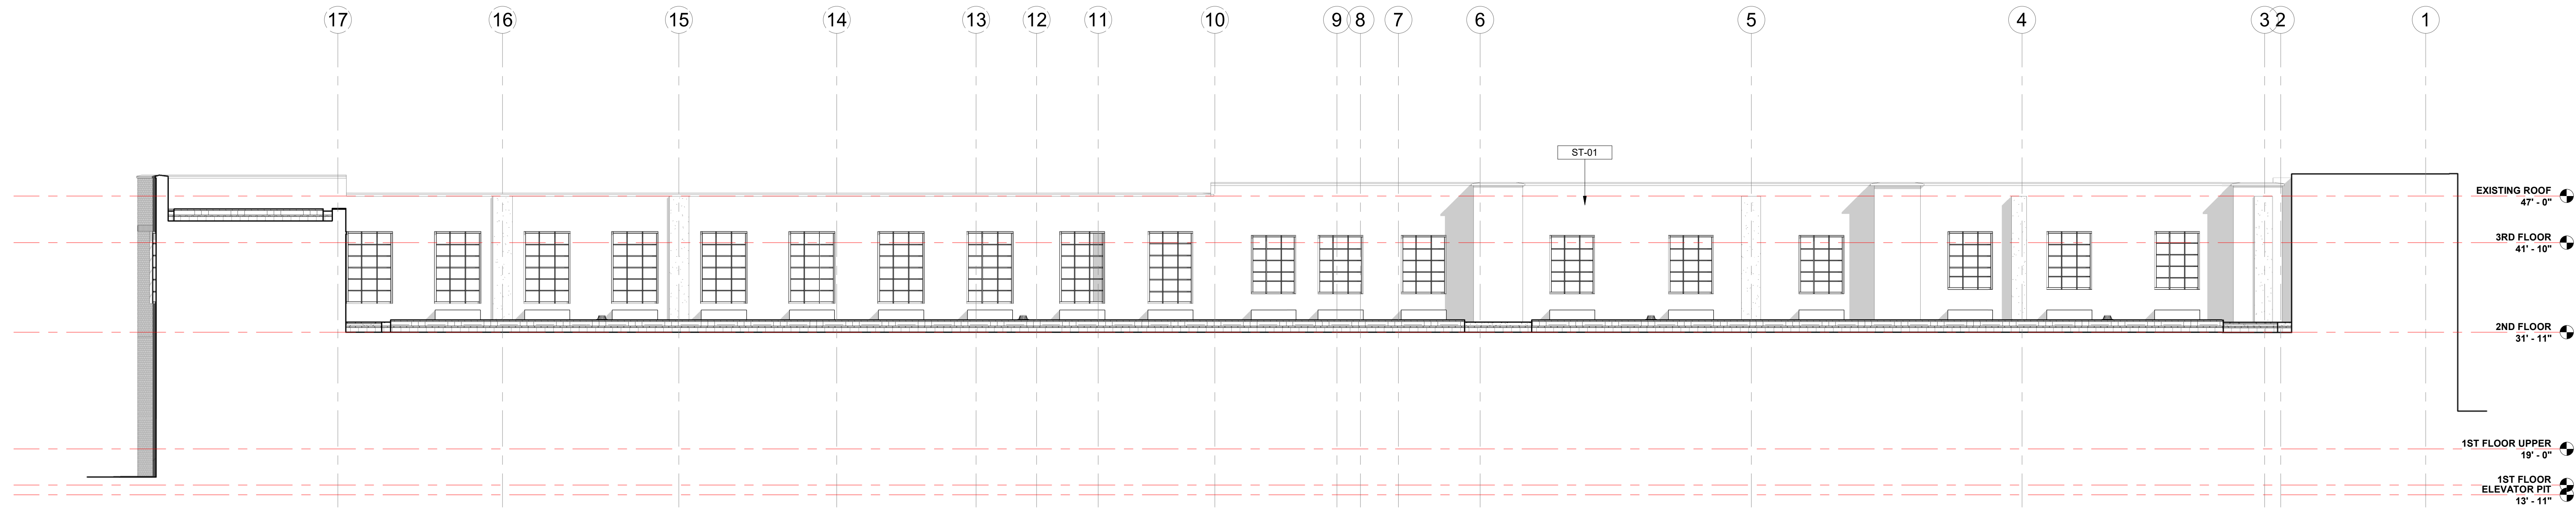 17 16 15 14 13 12 11 10 9 8 7 6 5 4 3 2 1
ST-01
EXISTING ROOF
47' - 0"
3RD FLOOR
41' - 10"
2ND FLOOR
31' - 11"
1ST FLOOR UPPER
19' - 0"
1ST FLOOR
ELEVATOR PIT
13' - 11"